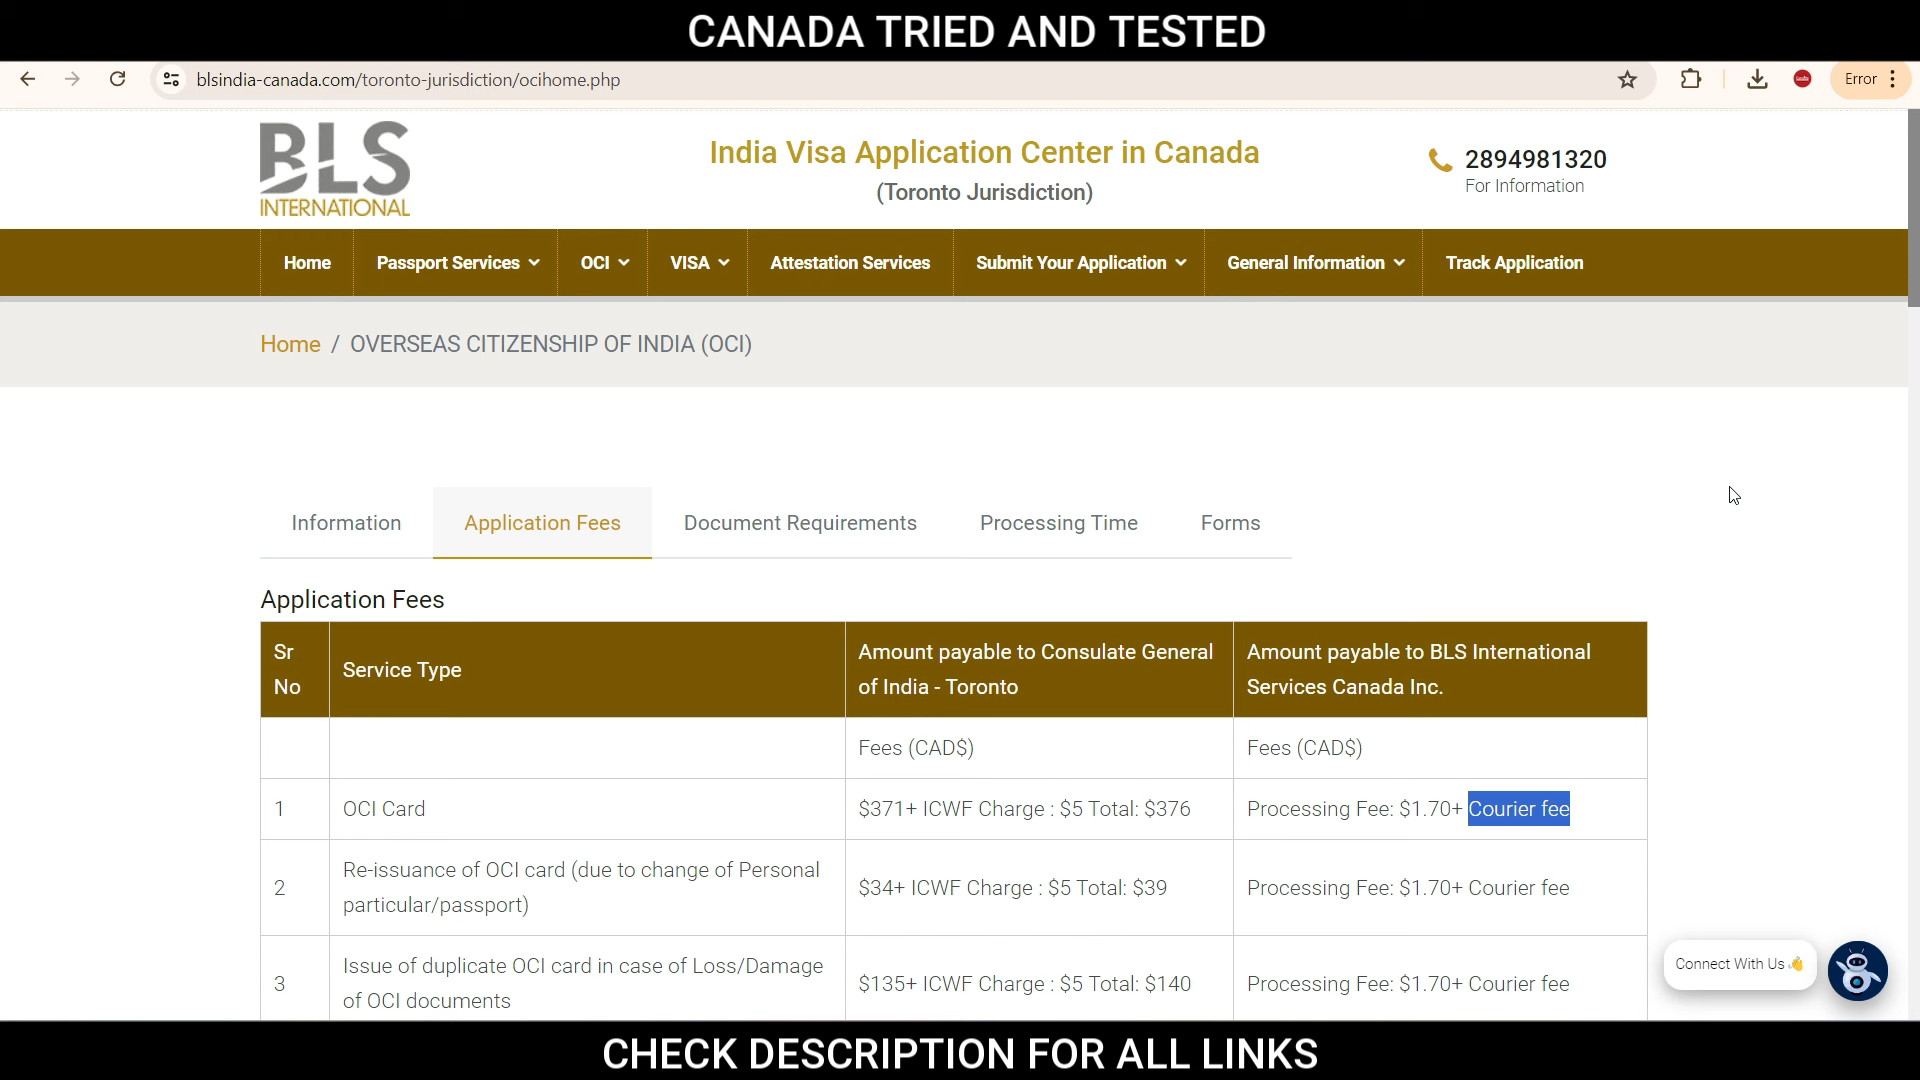 CANADA TRIED AND TESTED
blsindia-canada.com/toronto-jurisdiction/ocihome.php
Error
BLS
INTERNATIONAL
India Visa Application Center in Canada
(Toronto Jurisdiction)
2894981320
For Information
Home
Passport Services
OCI
VISA
Attestation Services
Submit Your Application
General Information
Track Application
Home / OVERSEAS CITIZENSHIP OF INDIA (OCI)
Information
Application Fees
Document Requirements
Processing Time
Forms
Application Fees
Sr
No
Service Type
Amount payable to Consulate General
of India - Toronto
Amount payable to BLS International
Services Canada Inc.
Fees (CAD$)
Fees (CAD$)
1
OCI Card
$371+ ICWF Charge : $5 Total: $376
Processing Fee: $1.70+ Courier fee
2
Re-issuance of OCI card (due to change of Personal
particular/passport)
$34+ ICWF Charge : $5 Total: $39
Processing Fee: $1.70+ Courier fee
3
Issue of duplicate OCI card in case of Loss/Damage
of OCI documents
$135+ ICWF Charge : $5 Total: $140
Processing Fee: $1.70+ Courier fee
Connect With Us 👋
CHECK DESCRIPTION FOR ALL LINKS